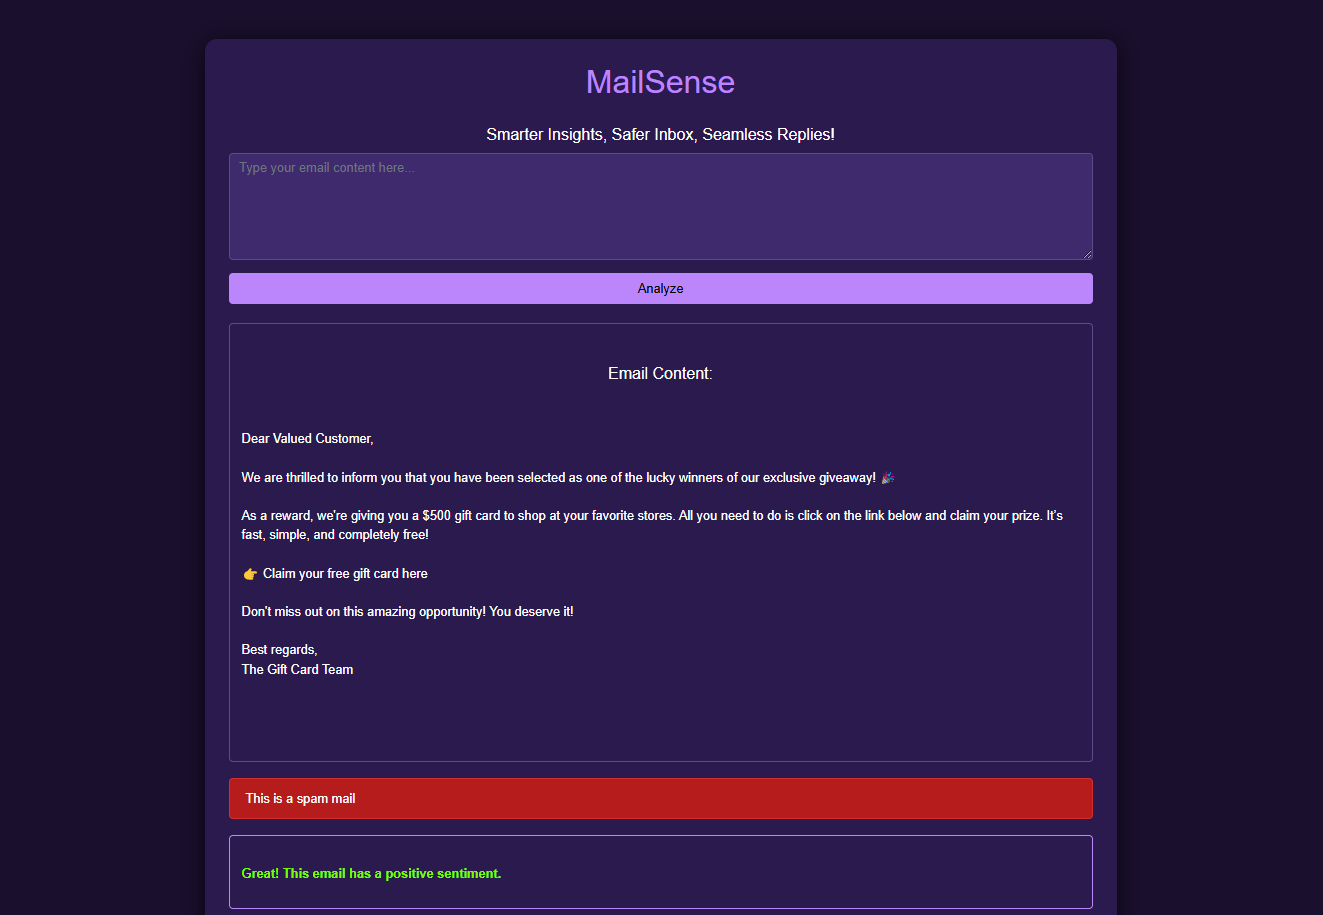 MailSense
Smarter Insights, Safer Inbox, Seamless Replies!
Type your email content here...
Analyze
Email Content:
Dear Valued Customer,
We are thrilled to inform you that you have been selected as one of the lucky winners of our exclusive giveaway! 🎉
As a reward, we're giving you a $500 gift card to shop at your favorite stores. All you need to do is click on the link below and claim your prize. It's
fast, simple, and completely free!
👉 Claim your free gift card here
Don't miss out on this amazing opportunity! You deserve it!
Best regards,
The Gift Card Team
This is a spam mail
Great! This email has a positive sentiment.